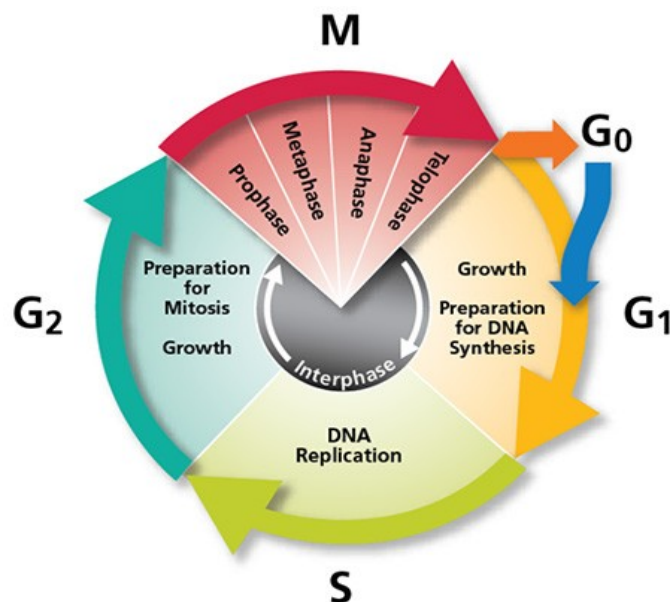 M
Prophase
Metaphase
Anaphase
Telophase
G₀
G₁
Growth
Preparation
for DNA
Synthesis
S
DNA
Replication
G₂
Preparation
for
Mitosis
Growth
Interphase